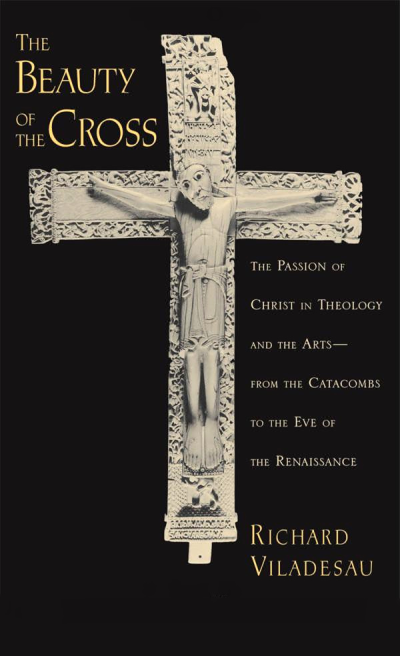 THE
BEAUTY
OF
THE CROSS
THE PASSION OF
CHRIST IN THEOLOGY
AND THE ARTS—
FROM THE CATACOMBS
TO THE EVE OF
THE RENAISSANCE
RICHARD
VILADESAU